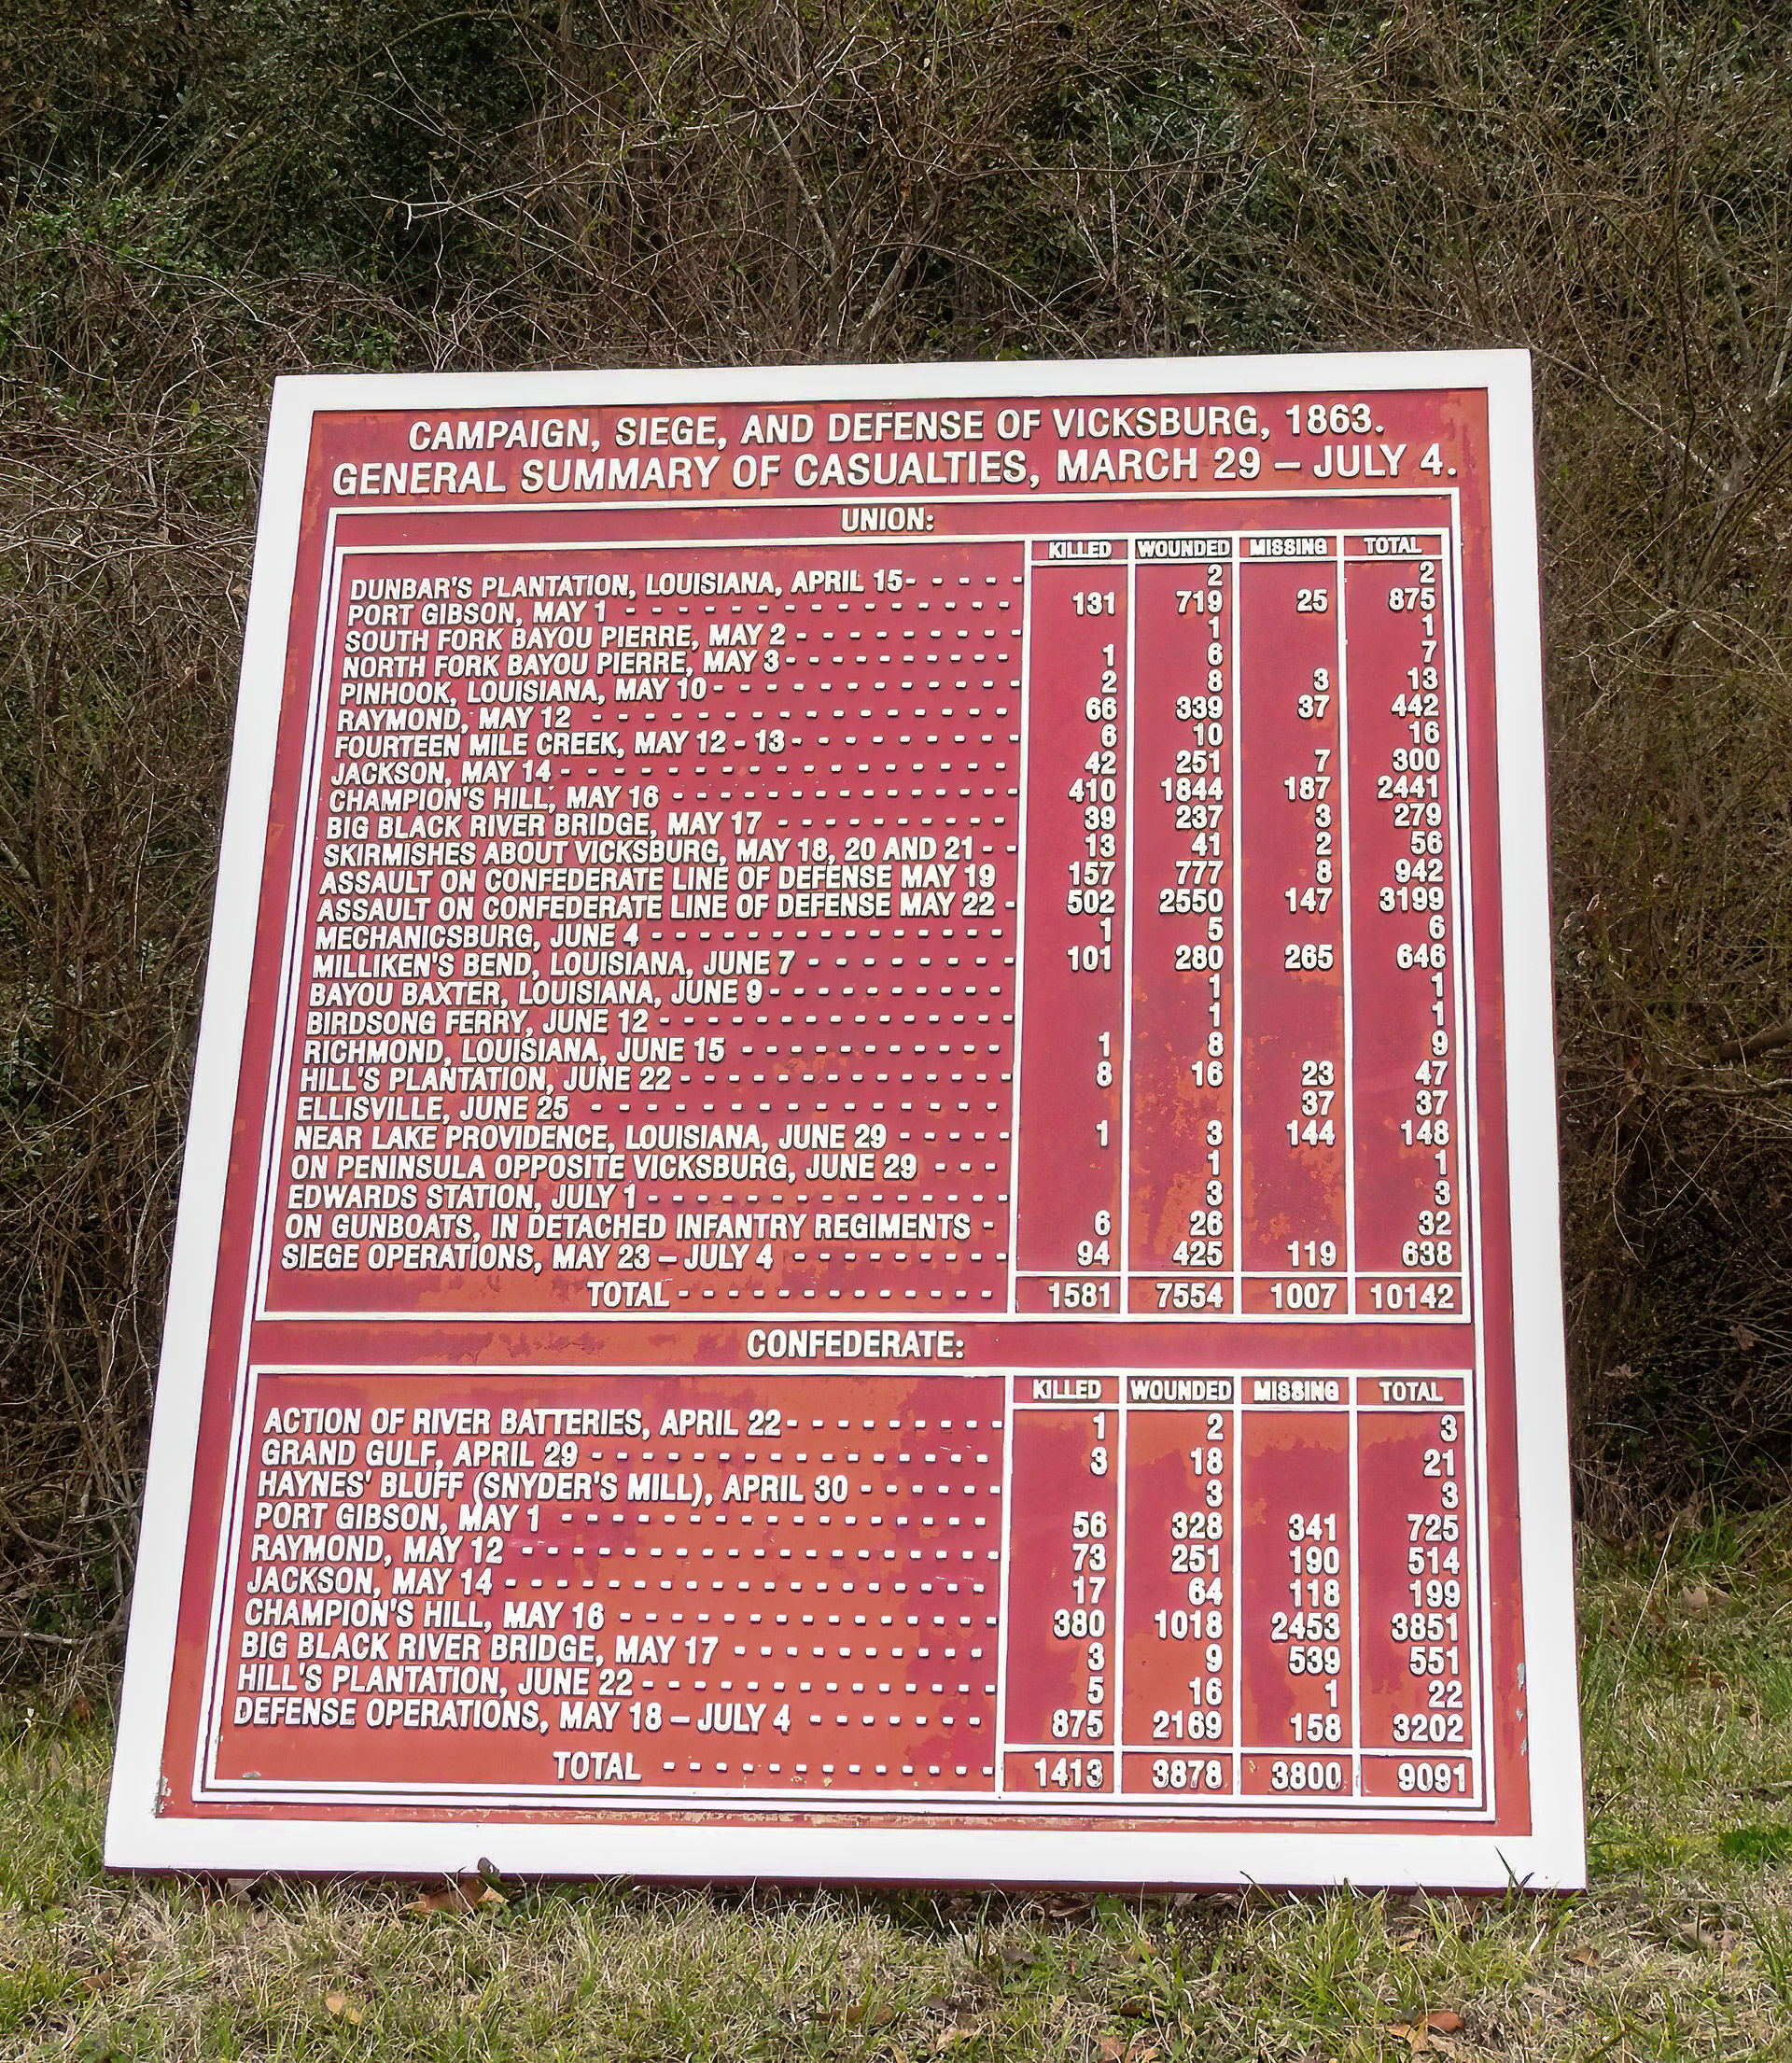 CAMPAIGN, SIEGE, AND DEFENSE OF VICKSBURG, 1863.
GENERAL SUMMARY OF CASUALTIES, MARCH 29 – JULY 4.
UNION:
KILLED WOUNDED MISSING TOTAL
DUNBAR'S PLANTATION, LOUISIANA, APRIL 15 - - - - - 2 2
PORT GIBSON, MAY 1 - - - - - - - - - - - - - - - 131 719 25 875
SOUTH FORK BAYOU PIERRE, MAY 2 - - - - - - - - - 1 1
NORTH FORK BAYOU PIERRE, MAY 3 - - - - - - - - - 1 6 7
PINHOOK, LOUISIANA, MAY 10 - - - - - - - - - - - - 2 8 3 13
RAYMOND, MAY 12 - - - - - - - - - - - - - - - - 66 339 37 442
FOURTEEN MILE CREEK, MAY 12 - 13 - - - - - - - - - 6 10 16
JACKSON, MAY 14 - - - - - - - - - - - - - - - - - 42 251 7 300
CHAMPION'S HILL, MAY 16 - - - - - - - - - - - - - 410 1844 187 2441
BIG BLACK RIVER BRIDGE, MAY 17 - - - - - - - - - 39 237 3 279
SKIRMISHES ABOUT VICKSBURG, MAY 18, 20 AND 21 - - 13 41 2 56
ASSAULT ON CONFEDERATE LINE OF DEFENSE MAY 19 157 777 8 942
ASSAULT ON CONFEDERATE LINE OF DEFENSE MAY 22 - 502 2550 147 3199
MECHANICSBURG, JUNE 4 - - - - - - - - - - - - - 1 5 6
MILLIKEN'S BEND, LOUISIANA, JUNE 7 - - - - - - - - 101 280 265 646
BAYOU BAXTER, LOUISIANA, JUNE 9 - - - - - - - - - 1 1
BIRDSONG FERRY, JUNE 12 - - - - - - - - - - - - - 1 1
RICHMOND, LOUISIANA, JUNE 15 - - - - - - - - - - 1 8 9
HILL'S PLANTATION, JUNE 22 - - - - - - - - - - - - 8 16 23 47
ELLISVILLE, JUNE 25 - - - - - - - - - - - - - - - 37 37
NEAR LAKE PROVIDENCE, LOUISIANA, JUNE 29 - - - - - 1 3 144 148
ON PENINSULA OPPOSITE VICKSBURG, JUNE 29 - - - 1 1
EDWARDS STATION, JULY 1 - - - - - - - - - - - - - - 3 3
ON GUNBOATS, IN DETACHED INFANTRY REGIMENTS - 6 26 32
SIEGE OPERATIONS, MAY 23 – JULY 4 - - - - - - - - 94 425 119 638
TOTAL - - - - - - - - - - - - 1581 7554 1007 10142
CONFEDERATE:
KILLED WOUNDED MISSING TOTAL
ACTION OF RIVER BATTERIES, APRIL 22 - - - - - - - - - 1 2 3
GRAND GULF, APRIL 29 - - - - - - - - - - - - - - - 3 18 21
HAYNES' BLUFF (SNYDER'S MILL), APRIL 30 - - - - - - 3 3
PORT GIBSON, MAY 1 - - - - - - - - - - - - - - - - 56 328 341 725
RAYMOND, MAY 12 - - - - - - - - - - - - - - - - - - 73 251 190 514
JACKSON, MAY 14 - - - - - - - - - - - - - - - - - - 17 64 118 199
CHAMPION'S HILL, MAY 16 - - - - - - - - - - - - - - 380 1018 2453 3851
BIG BLACK RIVER BRIDGE, MAY 17 - - - - - - - - - - 3 9 539 551
HILL'S PLANTATION, JUNE 22 - - - - - - - - - - - - - 5 16 1 22
DEFENSE OPERATIONS, MAY 18 – JULY 4 - - - - - - - 875 2169 158 3202
TOTAL - - - - - - - - - - - - 1413 3878 3800 9091